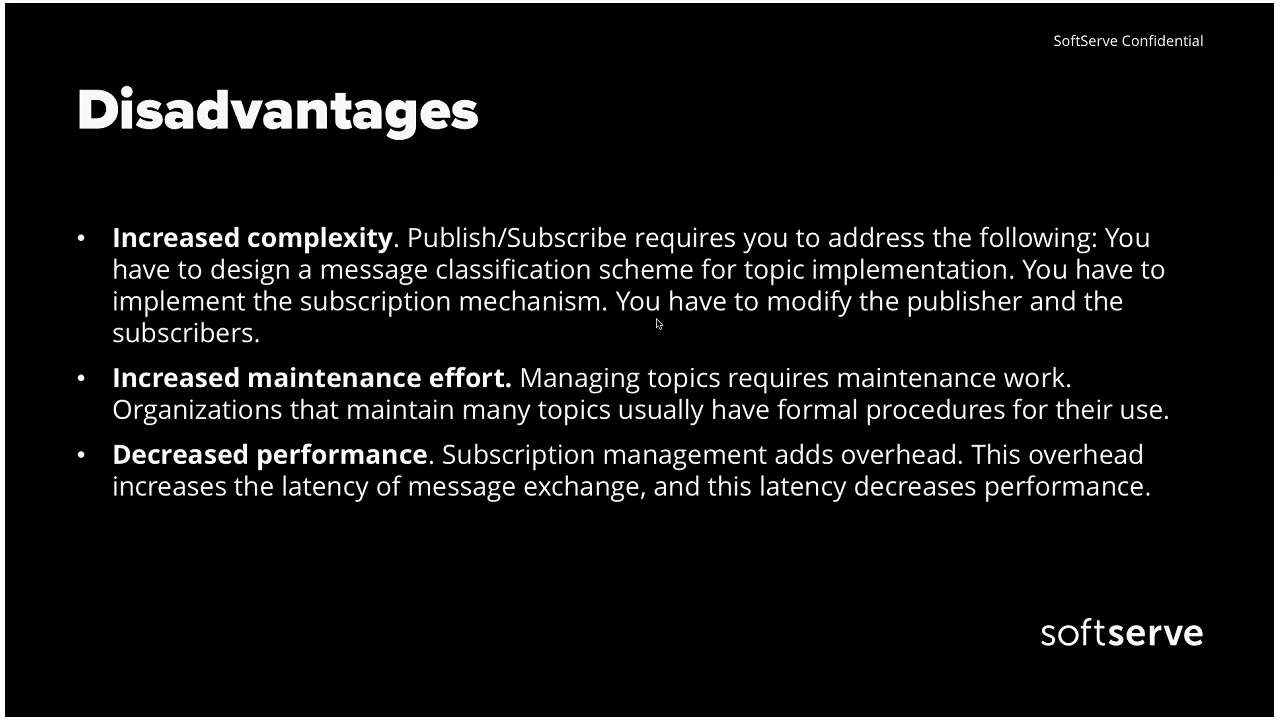 SoftServe Confidential
Disadvantages
• Increased complexity. Publish/Subscribe requires you to address the following: You
have to design a message classification scheme for topic implementation. You have to
implement the subscription mechanism. You have to modify the publisher and the
subscribers.
• Increased maintenance effort. Managing topics requires maintenance work.
Organizations that maintain many topics usually have formal procedures for their use.
• Decreased performance. Subscription management adds overhead. This overhead
increases the latency of message exchange, and this latency decreases performance.
softserve